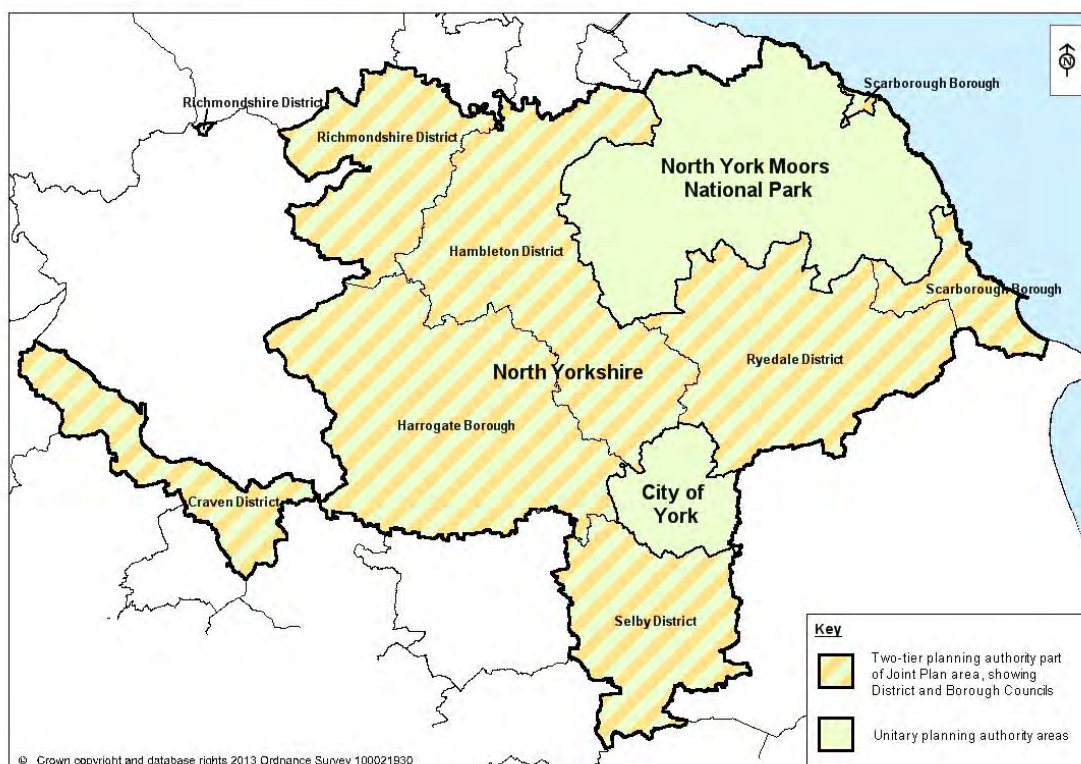 Scarborough Borough
Richmondshire District
Richmondshire District
North York Moors
National Park
Hambleton District
Scarborough Borough
Ryedale District
North Yorkshire
Harrogate Borough
City of
York
Craven District
Selby District
N
Key
Two-tier planning authority part
of Joint Plan area, showing
District and Borough Councils
Unitary planning authority areas
© Crown copyright and database rights 2013 Ordnance Survey 100021930